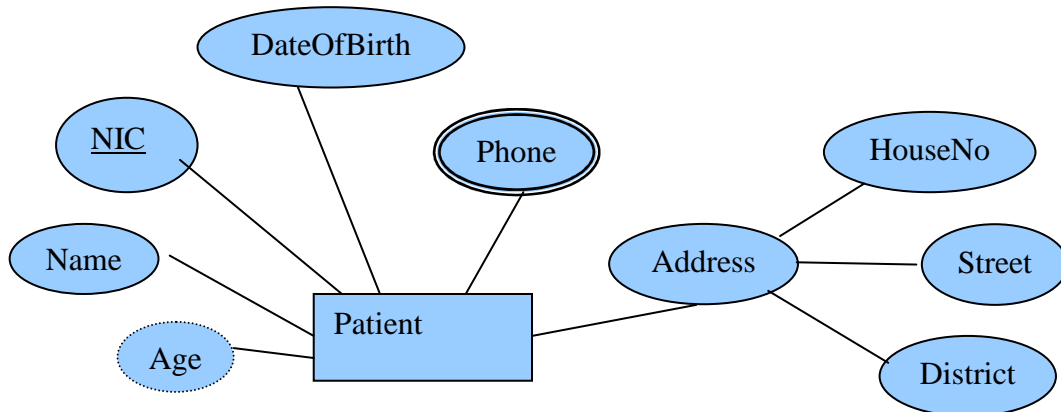 DateOfBirth
NIC
Phone
HouseNo
Name
Address
Street
Patient
Age
District